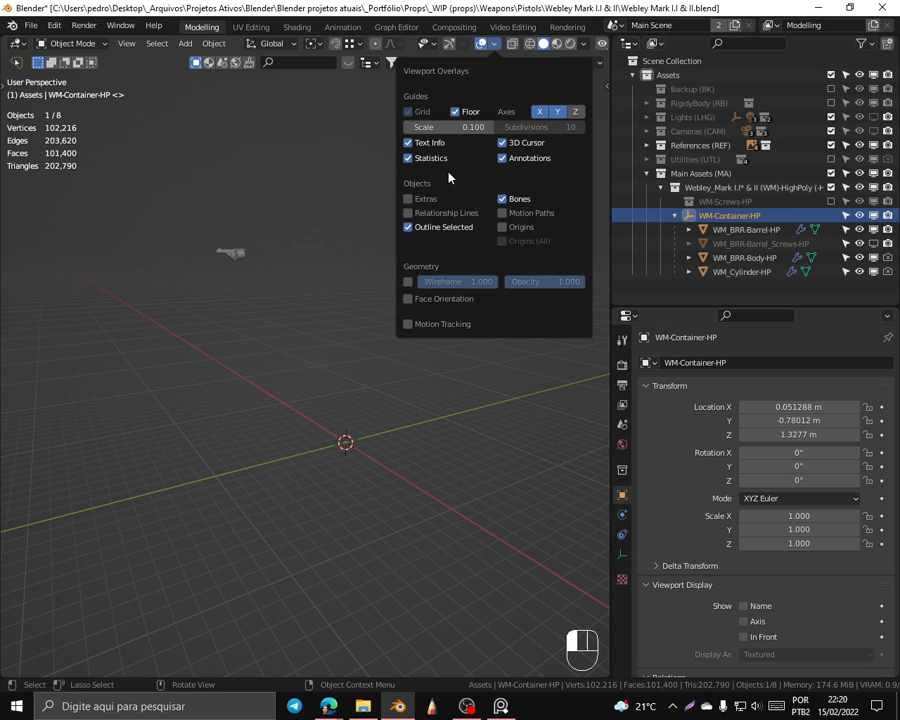 Blender* [C:\Users\pedro\Desktop\_Arquivos\Projetos Ativos\Blender\Blender projetos atuais\_Portfólio\Props\_WIP (props)\Weapons\Pistols\Webley Mark I & II\Webley Mark I.I & II.blend]
File Edit Render Window Help Modelling UV Editing Shading Animation Graph Editor Compositing Video Editing Rendering Main Scene 2 Modelling
Object Mode View Select Add Object Global
User Perspective
(1) Assets | WM-Container-HP <>
Objects 1/8
Vertices 102,216
Edges 203,620
Faces 101,400
Triangles 202,790
Viewport Overlays
Guides
Grid Floor Axes X Y Z
Scale 0.100 Subdivisions 10
Text Info 3D Cursor
Statistics Annotations
Objects
Extras Bones
Relationship Lines Motion Paths
Outline Selected Origins
Origins (All)
Geometry
Wireframe 1.000 Opacity 1.000
Face Orientation
Motion Tracking
Scene Collection
Assets
Backup (BK)
RigidBody (RB)
Lights (LHG) 3 2
Cameras (CAM) 3 3
References (REF) 4
Utilities (UTL) 4
Main Assets (MA)
Webley_Mark I.I* & II (WM)-HighPoly (-H
WM-Screws-HP
WM-Container-HP
WM_BRR-Barrel-HP
WM_BRR-Barrel_Screws-HP
WM_BRR-Body-HP
WM_Cylinder-HP
WM-Container-HP
WM-Container-HP
Transform
Location X 0.051288 m
Y -0.78012 m
Z 1.3277 m
Rotation X 0°
Y 0°
Z 0°
Mode XYZ Euler
Scale X 1.000
Y 1.000
Z 1.000
Delta Transform
Viewport Display
Show Name
Axis
In Front
Display As Textured
Select Lasso Select Rotate View Object Context Menu Assets | WM-Container-HP | Verts:102,216 | Faces:101,400 | Tris:202,790 | Objects:1/8 | Memory: 174.6 MiB | VRAM: 0.9/
Digite aqui para pesquisar 21°C POR 22:20
PTB2 15/02/2022